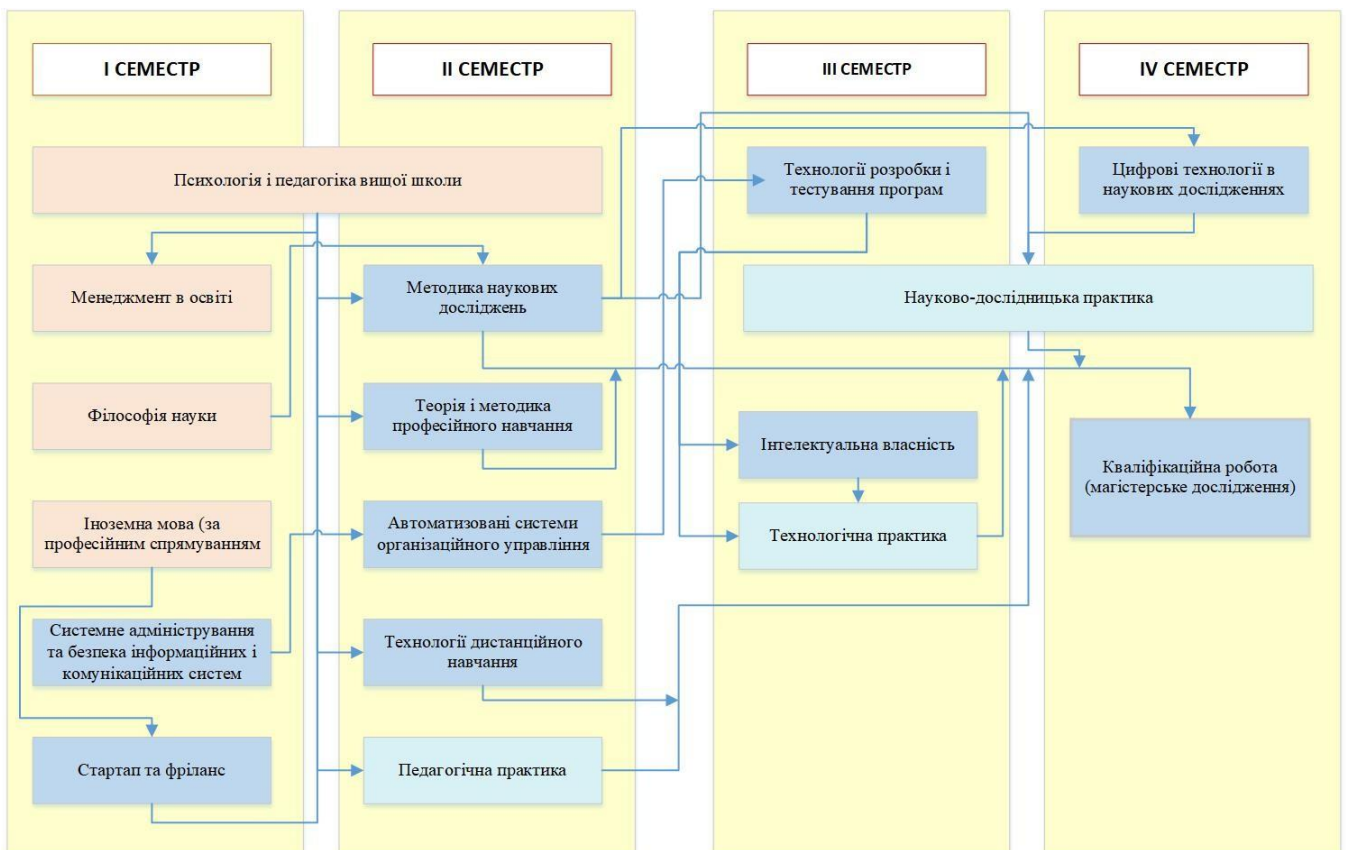 І СЕМЕСТР
ІІ СЕМЕСТР
ІІІ СЕМЕСТР
IV СЕМЕСТР
Психологія і педагогіка вищої школи
Технології розробки і
тестування програм
Цифрові технології в
наукових дослідженнях
Менеджмент в освіті
Методика наукових
досліджень
Науково-дослідницька практика
Філософія науки
Теорія і методика
професійного навчання
Інтелектуальна власність
Кваліфікаційна робота
(магістерське дослідження)
Іноземна мова (за
професійним спрямуванням
Автоматизовані системи
організаційного управління
Технологічна практика
Системне адміністрування
та безпека інформаційних і
комунікаційних систем
Технології дистанційного
навчання
Стартап та фріланс
Педагогічна практика